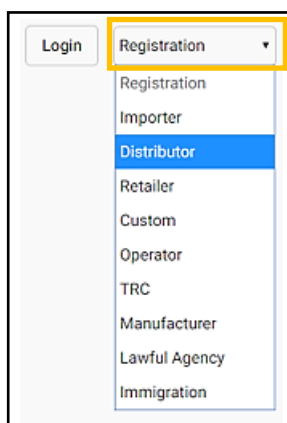 Login Registration
Registration
Importer
Distributor
Retailer
Custom
Operator
TRC
Manufacturer
Lawful Agency
Immigration